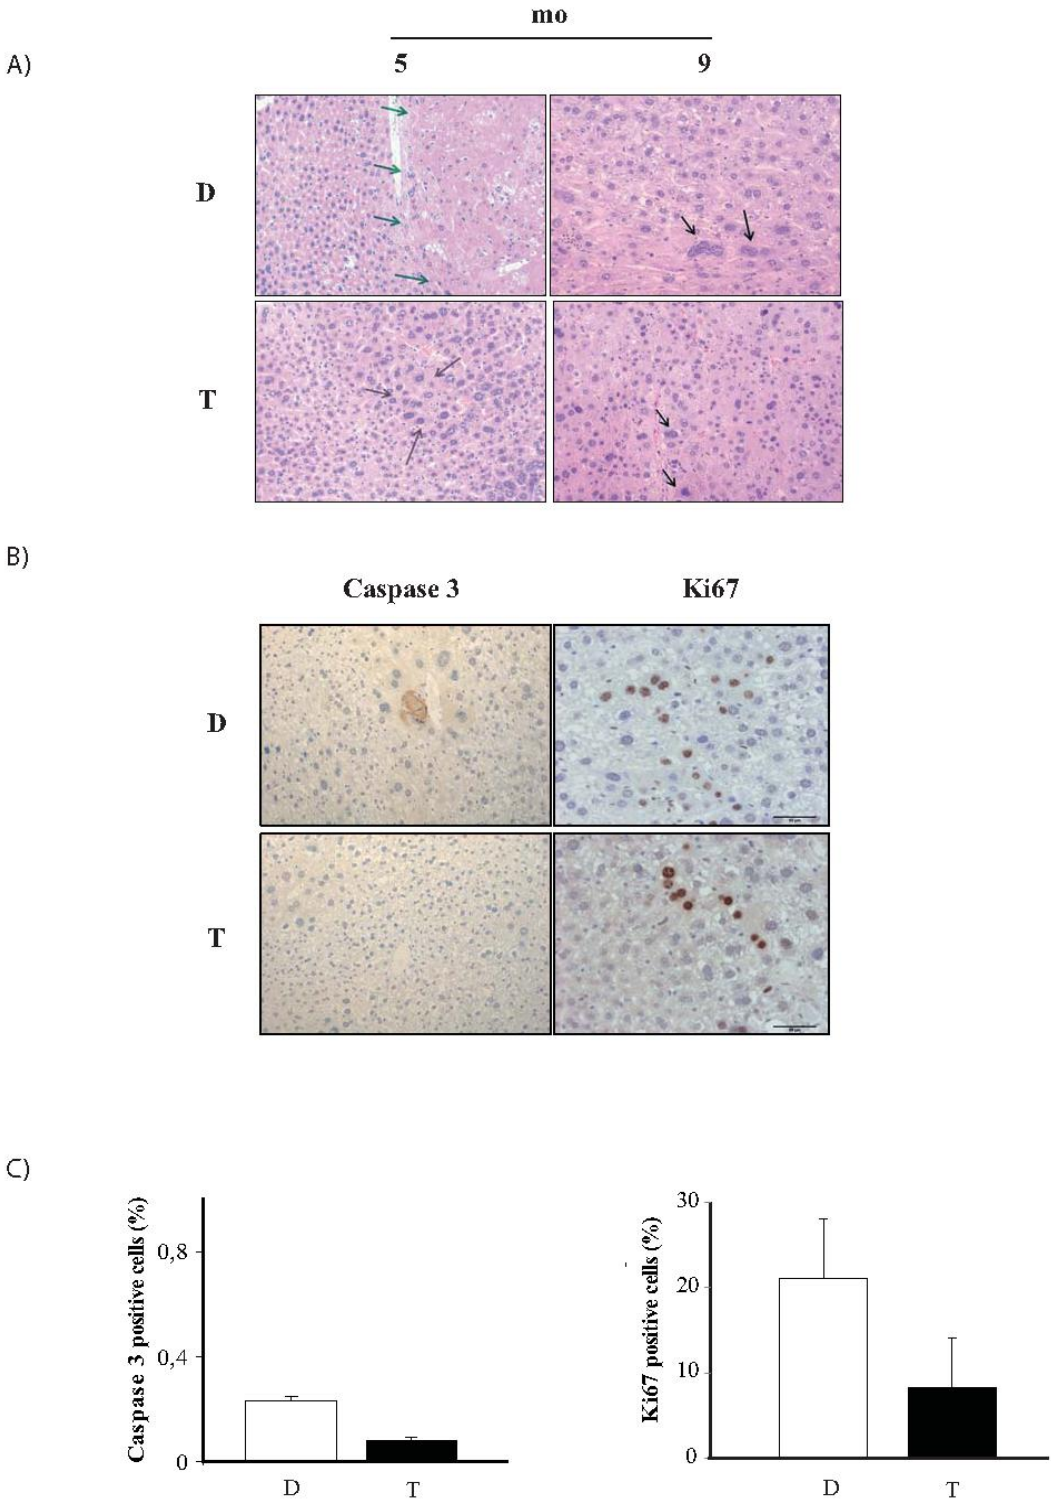 mo
A)
5 9
D
T
B)
Caspase 3 Ki67
D
T
C)
Caspase 3 positive cells (%)
0,8
0,4
0
D T
Ki67 positive cells (%)
30
20
10
0
D T